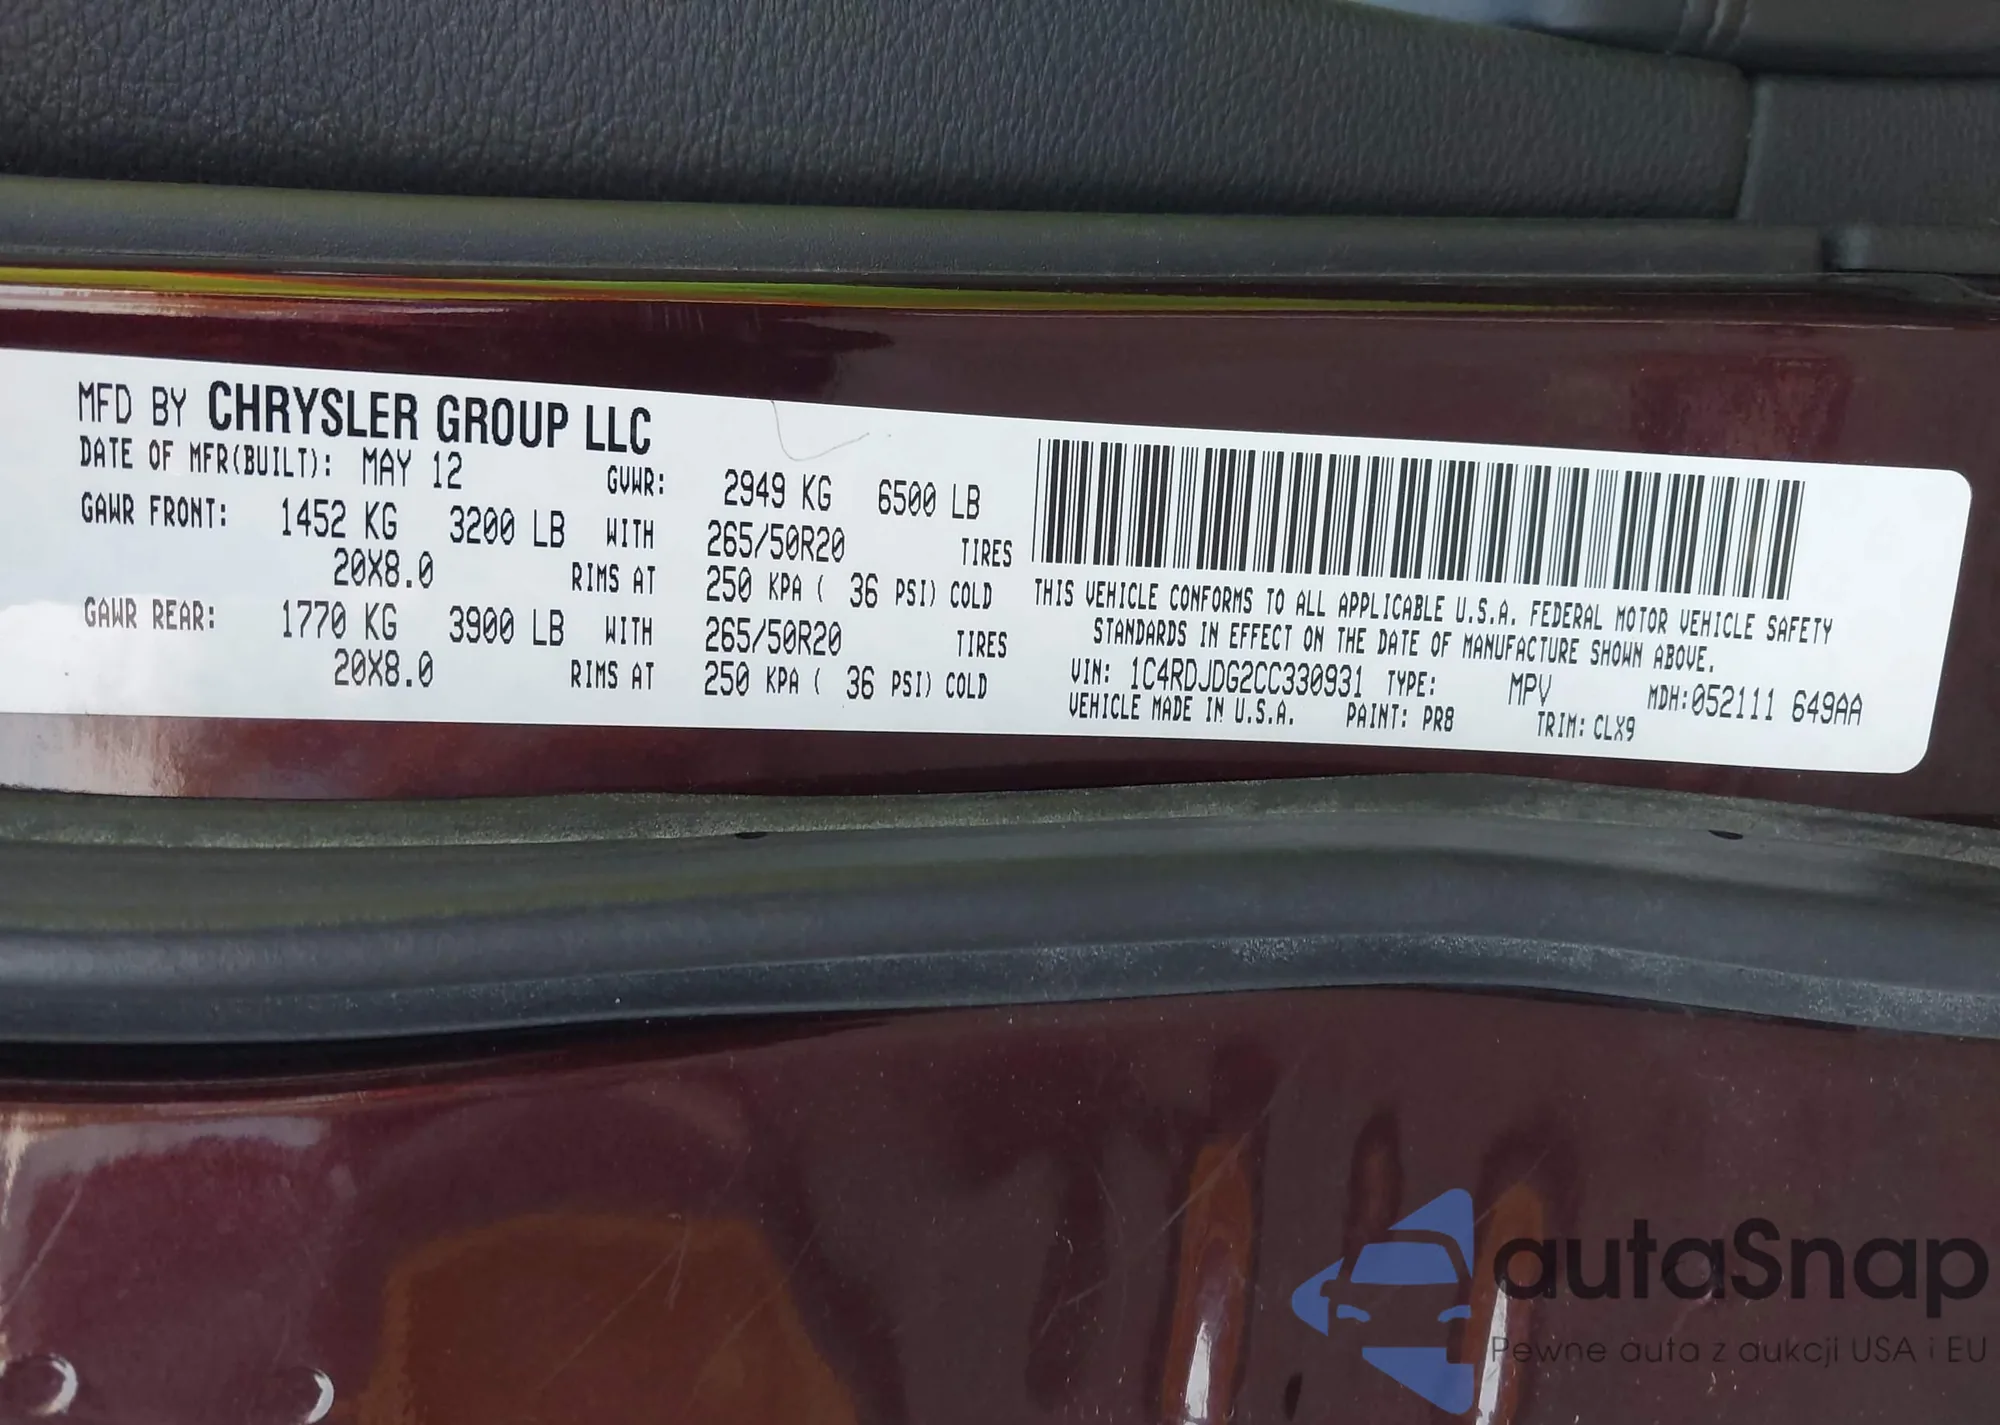 MFD BY CHRYSLER GROUP LLC
DATE OF MFR(BUILT): MAY 12 GVWR: 2949 KG 6500 LB
GAWR FRONT: 1452 KG 3200 LB WITH 265/50R20 TIRES
20X8.0 RIMS AT 250 KPA ( 36 PSI) COLD
GAWR REAR: 1770 KG 3900 LB WITH 265/50R20 TIRES
20X8.0 RIMS AT 250 KPA ( 36 PSI) COLD
THIS VEHICLE CONFORMS TO ALL APPLICABLE U.S.A. FEDERAL MOTOR VEHICLE SAFETY
STANDARDS IN EFFECT ON THE DATE OF MANUFACTURE SHOWN ABOVE.
VIN: 1C4RDJDG2CC330931 TYPE: MPV MDH:052111 649AA
VEHICLE MADE IN U.S.A. PAINT: PR8 TRIM: CLX9
autaSnap
Pewne auta z aukcji USA i EU